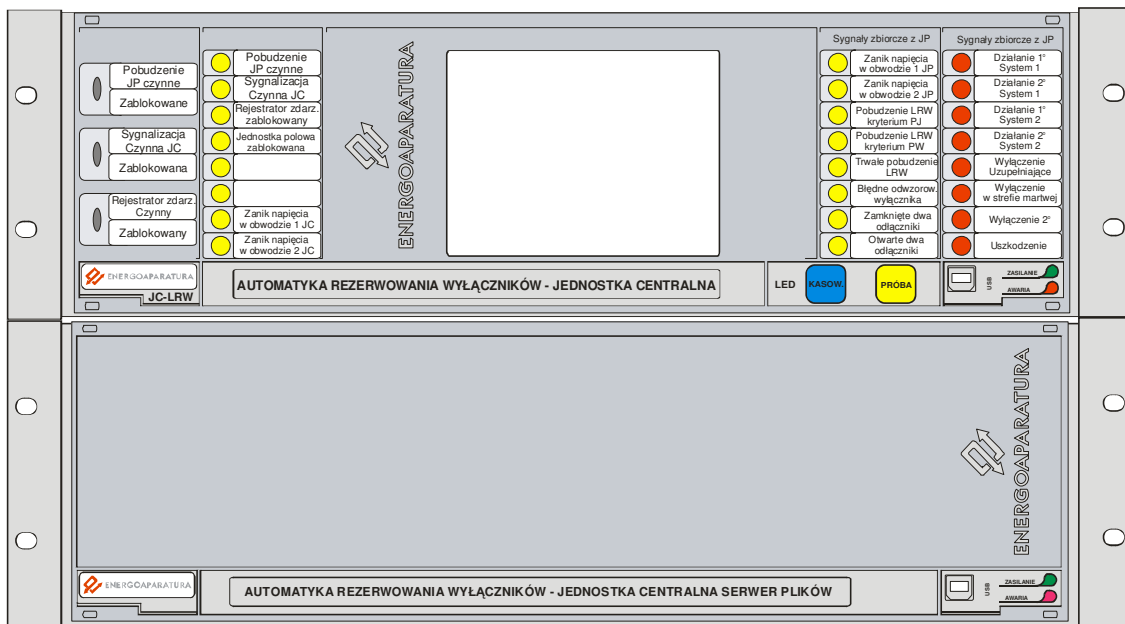 Pobudzenie
JP czynne
Zablokowane
Sygnalizacja
Czynna JC
Zablokowana
Rejestrator zdarz.
Czynny
Zablokowany
ENERGOAPARATURA
JC-LRW
Pobudzenie
JP czynne
Sygnalizacja
Czynna JC
Rejestrator zdarz.
zablokowany
Jednostka polowa
zablokowana
Zanik napięcia
w obwodzie 1 JC
Zanik napięcia
w obwodzie 2 JC
ENERGOAPARATURA
Sygnały zbiorcze z JP
Zanik napięcia
w obwodzie 1 JP
Zanik napięcia
w obwodzie 2 JP
Pobudzenie LRW
kryterium PJ
Pobudzenie LRW
kryterium PW
Trwałe pobudzenie
LRW
Błędne odwzorow.
wyłącznika
Zamknięte dwa
odłączniki
Otwarte dwa
odłączniki
Sygnały zbiorcze z JP
Działanie 1°
System 1
Działanie 2°
System 1
Działanie 1°
System 2
Działanie 2°
System 2
Wyłączenie
Uzupełniające
Wyłączenie
w strefie martwej
Wyłączenie 2°
Uszkodzenie
AUTOMATYKA REZERWOWANIA WYŁĄCZNIKÓW - JEDNOSTKA CENTRALNA
LED
KASOW.
PRÓBA
USB
ZASILANIE
AWARIA
ENERGOAPARATURA
ENERGOAPARATURA
AUTOMATYKA REZERWOWANIA WYŁĄCZNIKÓW - JEDNOSTKA CENTRALNA SERWER PLIKÓW
USB
ZASILANIE
AWARIA